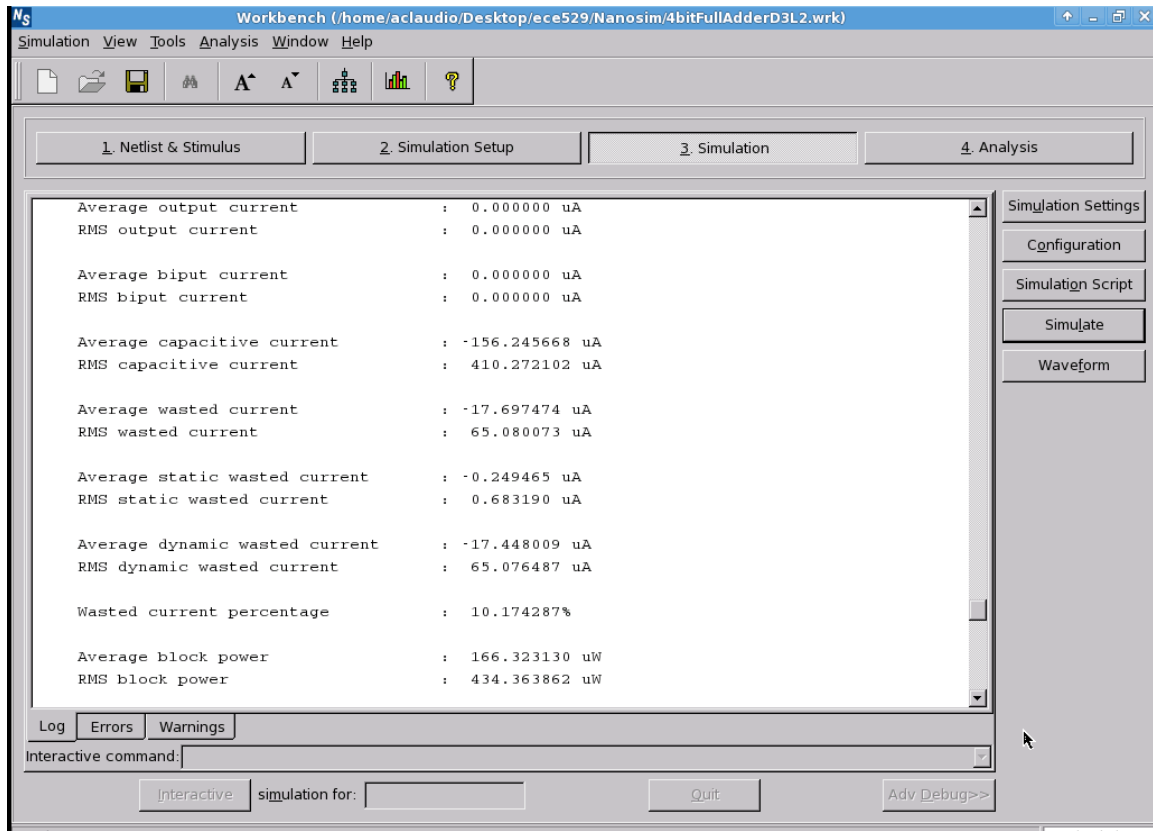 NS Workbench (/home/aclaudio/Desktop/ece529/Nanosim/4bitFullAdderD3L2.wrk)
Simulation View Tools Analysis Window Help
A A ?
1. Netlist & Stimulus 2. Simulation Setup 3. Simulation 4. Analysis
Average output current : 0.000000 uA
RMS output current : 0.000000 uA
Average biput current : 0.000000 uA
RMS biput current : 0.000000 uA
Average capacitive current : -156.245668 uA
RMS capacitive current : 410.272102 uA
Average wasted current : -17.697474 uA
RMS wasted current : 65.080073 uA
Average static wasted current : -0.249465 uA
RMS static wasted current : 0.683190 uA
Average dynamic wasted current : -17.448009 uA
RMS dynamic wasted current : 65.076487 uA
Wasted current percentage : 10.174287%
Average block power : 166.323130 uW
RMS block power : 434.363862 uW
Simulation Settings
Configuration
Simulation Script
Simulate
Waveform
Log Errors Warnings
Interactive command:
Interactive simulation for: Quit Adv Debug>>